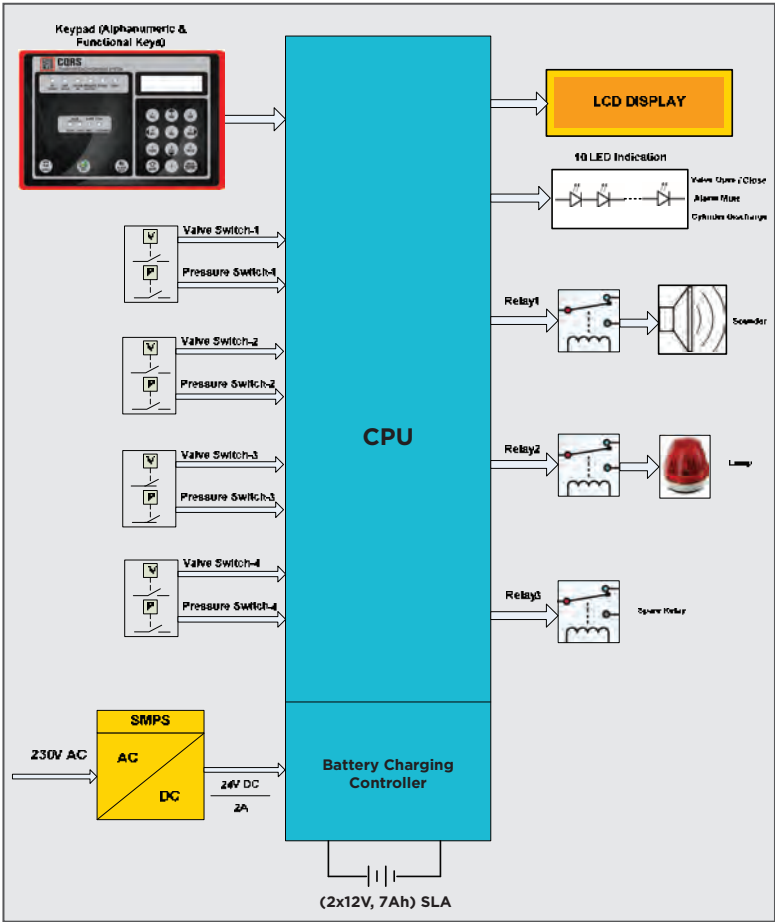 Keypad (Alphanumeric &
Functional Keys)
CQRS
LCD DISPLAY
10 LED Indication
Valve Open / Close
Alarm Mute
Cylinder Discharge
V
Valve Switch-1
P
Pressure Switch-1
Relay1
Sounder
V
Valve Switch-2
P
Pressure Switch-2
CPU
V
Valve Switch-3
P
Pressure Switch-3
Relay2
Lamp
V
Valve Switch-4
P
Pressure Switch-4
Relay3
Spare Relay
SMPS
230V AC
AC
DC
24V DC
2A
Battery Charging
Controller
(2x12V, 7Ah) SLA